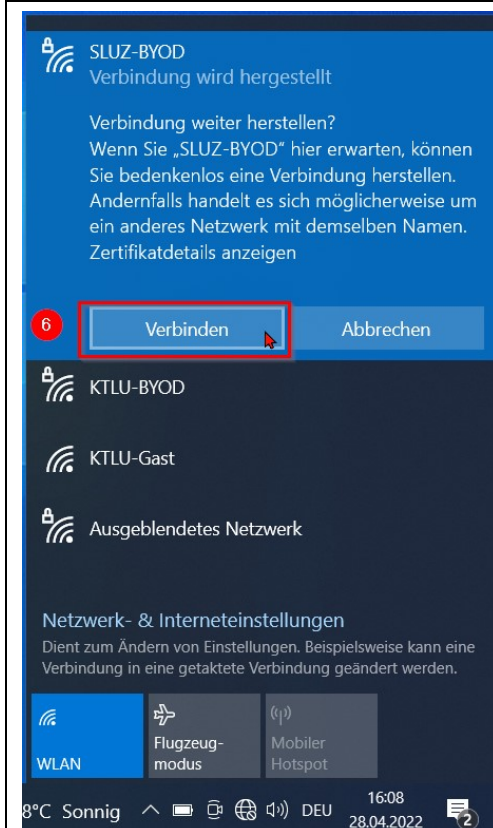 SLUZ-BYOD
Verbindung wird hergestellt
Verbindung weiter herstellen?
Wenn Sie „SLUZ-BYOD“ hier erwarten, können
Sie bedenkenlos eine Verbindung herstellen.
Andernfalls handelt es sich möglicherweise um
ein anderes Netzwerk mit demselben Namen.
Zertifikatdetails anzeigen
6
Verbinden
Abbrechen
KTLU-BYOD
KTLU-Gast
Ausgeblendetes Netzwerk
Netzwerk- & Interneteinstellungen
Dient zum Ändern von Einstellungen. Beispielsweise kann eine
Verbindung in eine getaktete Verbindung geändert werden.
WLAN
Flugzeug-
modus
Mobiler
Hotspot
8°C Sonnig
DEU
16:08
28.04.2022
2